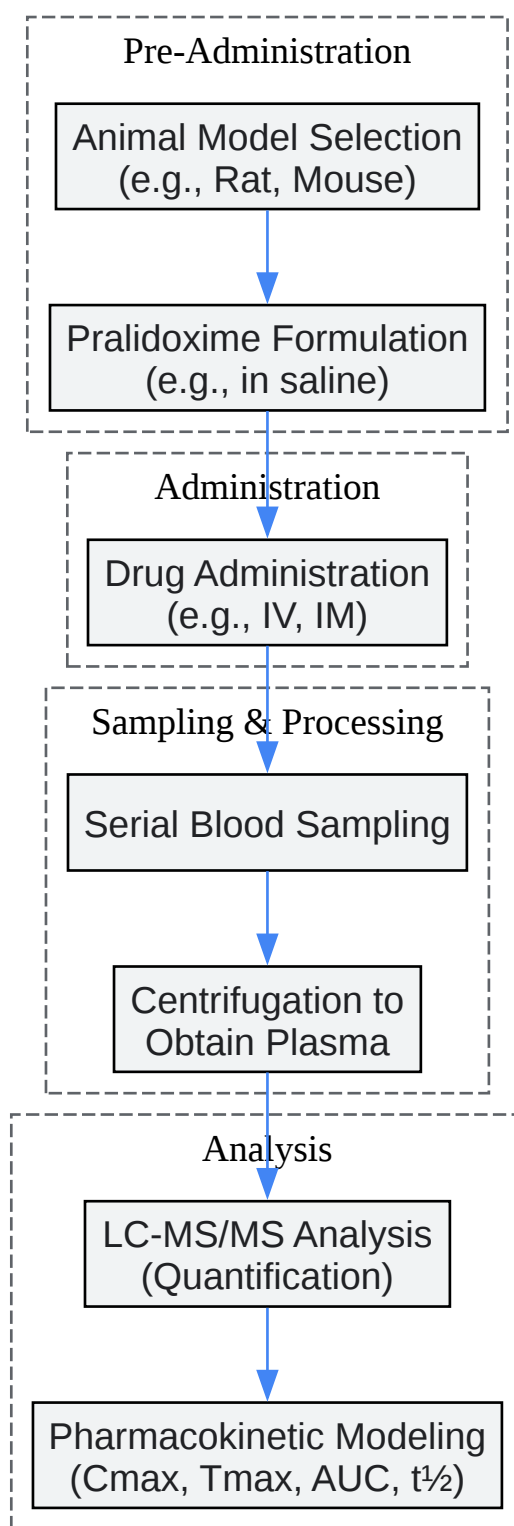 Pre-Administration
Animal Model Selection
(e.g., Rat, Mouse)
Pralidoxime Formulation
(e.g., in saline)
Administration
Drug Administration
(e.g., IV, IM)
Sampling & Processing
Serial Blood Sampling
Centrifugation to
Obtain Plasma
Analysis
LC-MS/MS Analysis
(Quantification)
Pharmacokinetic Modeling
(Cmax, Tmax, AUC, t½)